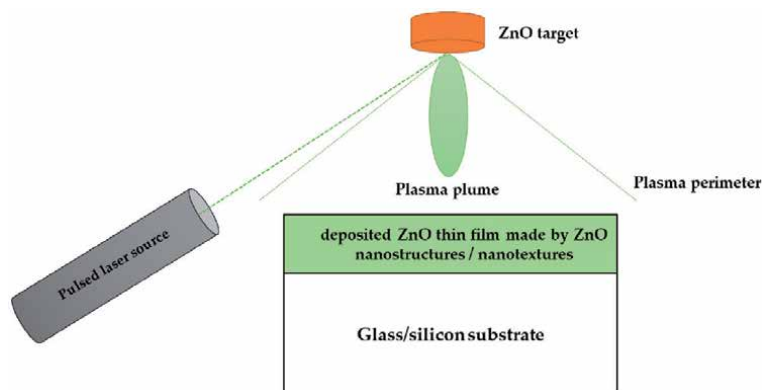 ZnO target
Plasma plume
Plasma perimeter
Pulsed laser source
deposited ZnO thin film made by ZnO
nanostructures / nanotextures
Glass/silicon substrate